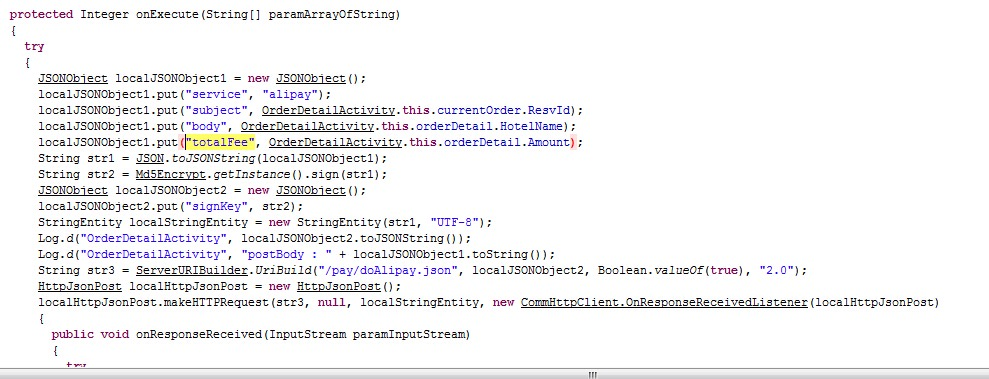 protected Integer onExecute(String[] paramArrayOfString)
{
try
{
JSONObject localJSONObject1 = new JSONObject();
localJSONObject1.put("service", "alipay");
localJSONObject1.put("subject", OrderDetailActivity.this.currentOrder.ResvId);
localJSONObject1.put("body", OrderDetailActivity.this.orderDetail.HotelName);
localJSONObject1.put("totalFee", OrderDetailActivity.this.orderDetail.Amount);
String str1 = JSON.toJSONString(localJSONObject1);
String str2 = Md5Encrypt.getInstance().sign(str1);
JSONObject localJSONObject2 = new JSONObject();
localJSONObject2.put("signKey", str2);
StringEntity localStringEntity = new StringEntity(str1, "UTF-8");
Log.d("OrderDetailActivity", localJSONObject2.toJSONString());
Log.d("OrderDetailActivity", "postBody : " + localJSONObject1.toString());
String str3 = ServerURIBuilder.UriBuild("/pay/doAlipay.json", localJSONObject2, Boolean.valueOf(true), "2.0");
HttpJsonPost localHttpJsonPost = new HttpJsonPost();
localHttpJsonPost.makeHTTPRequest(str3, null, localStringEntity, new CommHttpClient.OnResponseReceivedListener(localHttpJsonPost)
{
public void onResponseReceived(InputStream paramInputStream)
{
try